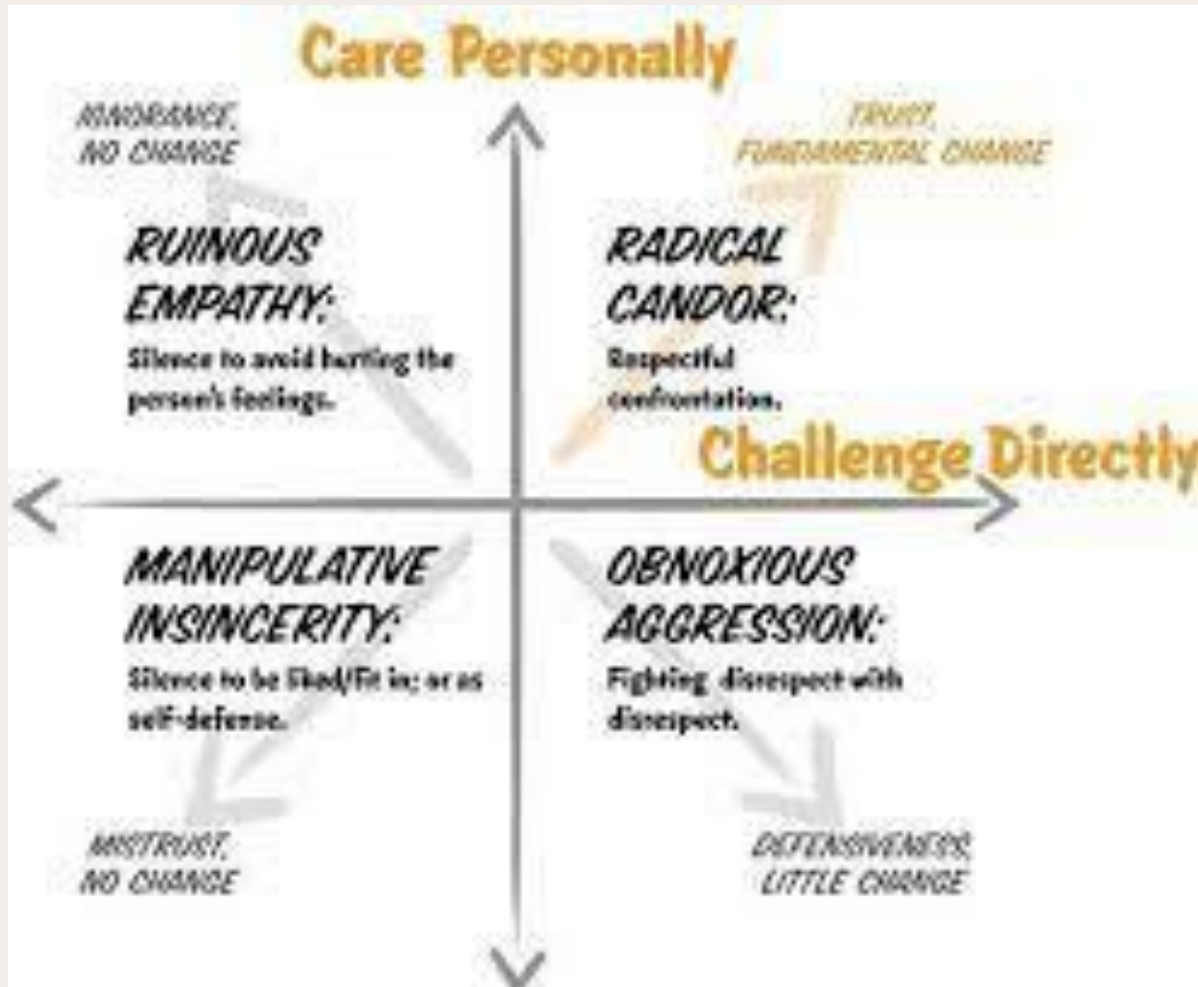 Care Personally
IGNORANCE,
NO CHANGE
TRUST,
FUNDAMENTAL CHANGE
RUINOUS
EMPATHY:
Silence to avoid hurting the
person's feelings.
RADICAL
CANDOR:
Respectful
confrontation.
Challenge Directly
MANIPULATIVE
INSINCERITY:
Silence to be liked/fit in; or as
self-defense.
OBNOXIOUS
AGGRESSION:
Fighting disrespect with
disrespect.
MISTRUST,
NO CHANGE
DEFENSIVENESS,
LITTLE CHANGE